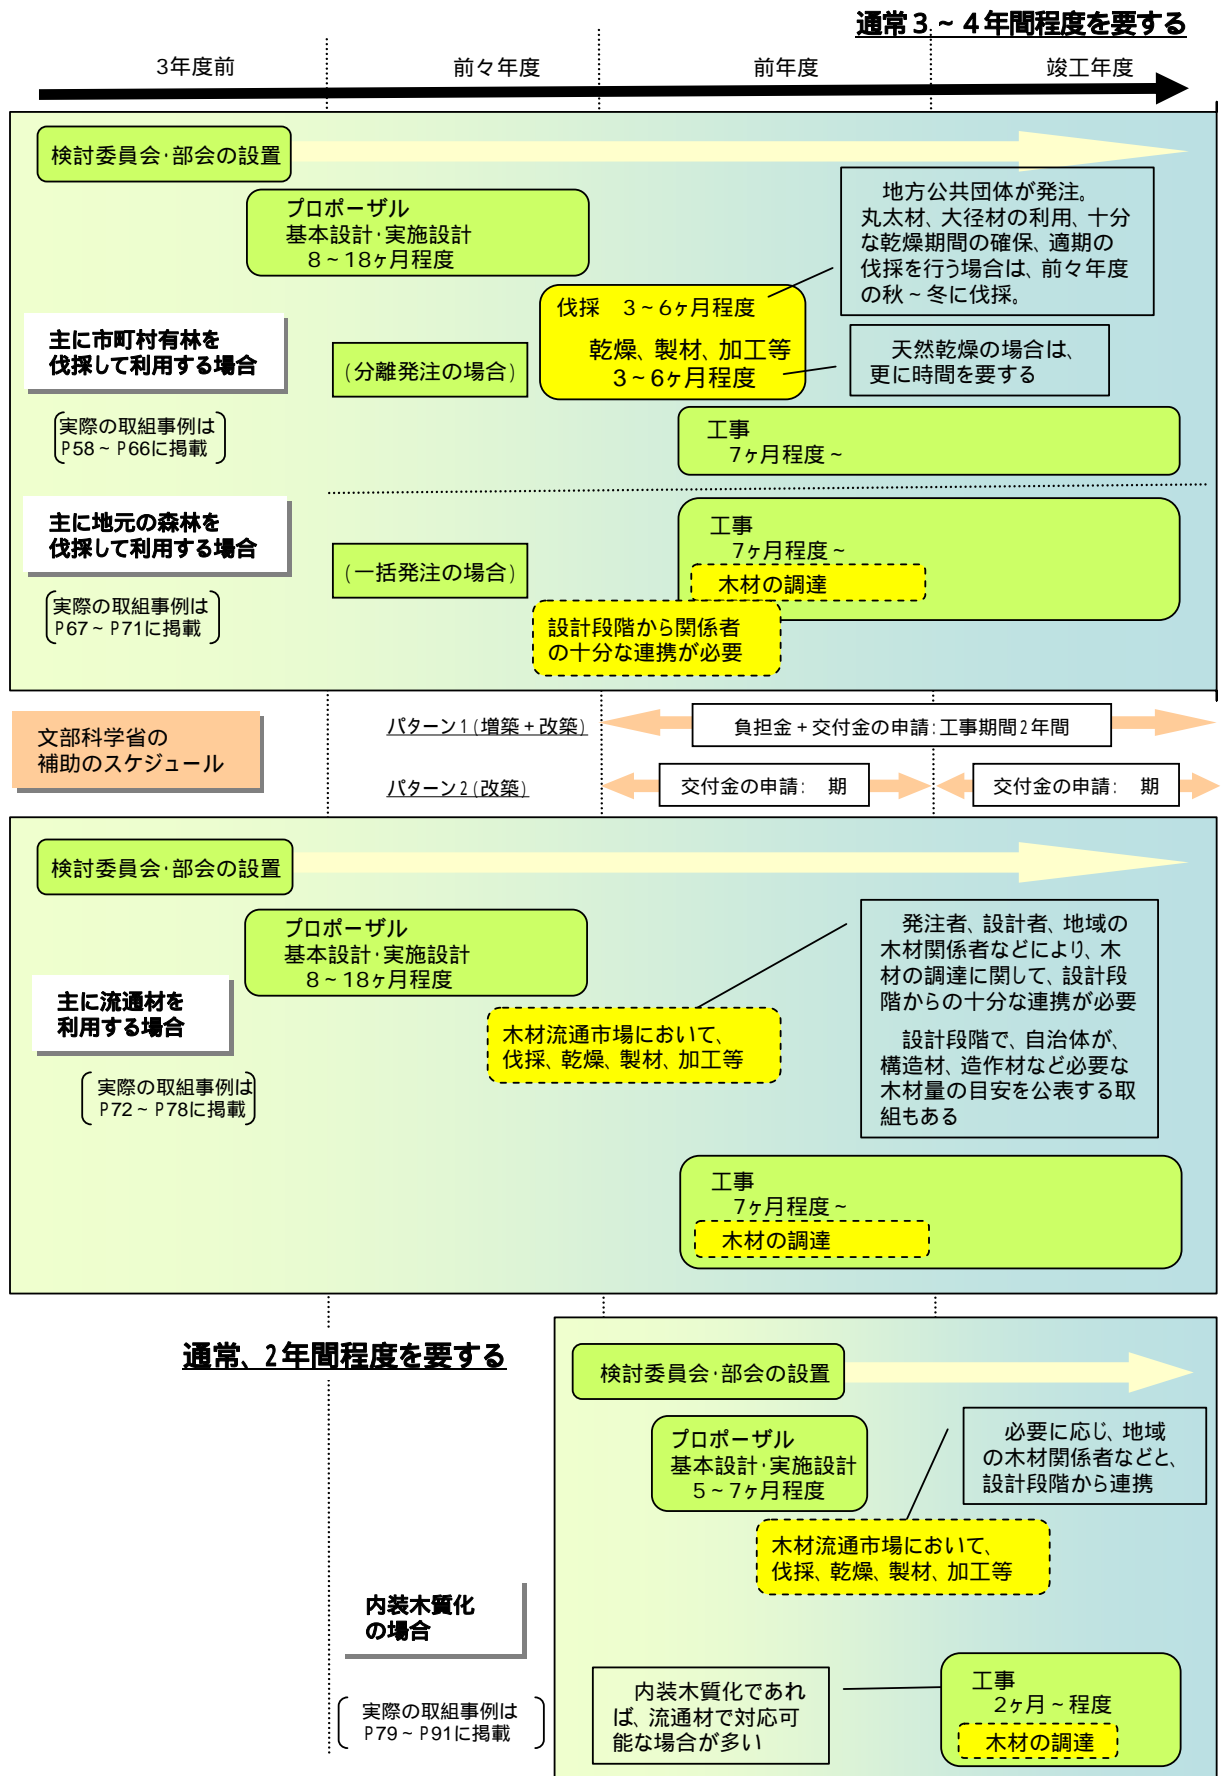 通常３～４年間程度を要する
3年度前
前々年度
前年度
竣工年度
検討委員会・部会の設置
プロポーザル
基本設計・実施設計
８～18ヶ月程度
地方公共団体が発注。
丸太材、大径材の利用、十分
な乾燥期間の確保、適期の
伐採を行う場合は、前々年度
の秋～冬に伐採。
伐採　３～６ヶ月程度
乾燥、製材、加工等
３～６ヶ月程度
主に市町村有林を
伐採して利用する場合
(分離発注の場合)
天然乾燥の場合は、
更に時間を要する
実際の取組事例は
P58～P66に掲載
工事
７ヶ月程度～
主に地元の森林を
伐採して利用する場合
(一括発注の場合)
工事
７ヶ月程度～
木材の調達
実際の取組事例は
P67～P71に掲載
設計段階から関係者
の十分な連携が必要
文部科学省の
補助のスケジュール
パターン1(増築+改築)
負担金+交付金の申請:工事期間2年間
パターン2(改築)
交付金の申請:　期
交付金の申請:　期
検討委員会・部会の設置
プロポーザル
基本設計・実施設計
８～18ヶ月程度
発注者、設計者、地域の
木材関係者などにより、木
材の調達に関して、設計段
階からの十分な連携が必要
設計段階で、自治体が、
構造材、造作材など必要な
木材量の目安を公表する取
組もある
主に流通材を
利用する場合
木材流通市場において、
伐採、乾燥、製材、加工等
実際の取組事例は
P72～P78に掲載
工事
７ヶ月程度～
木材の調達
通常、2年間程度を要する
検討委員会・部会の設置
プロポーザル
基本設計・実施設計
５～７ヶ月程度
必要に応じ、地域
の木材関係者などと、
設計段階から連携
木材流通市場において、
伐採、乾燥、製材、加工等
内装木質化
の場合
実際の取組事例は
P79～P91に掲載
内装木質化であれ
ば、流通材で対応可
能な場合が多い
工事
２ヶ月～程度
木材の調達